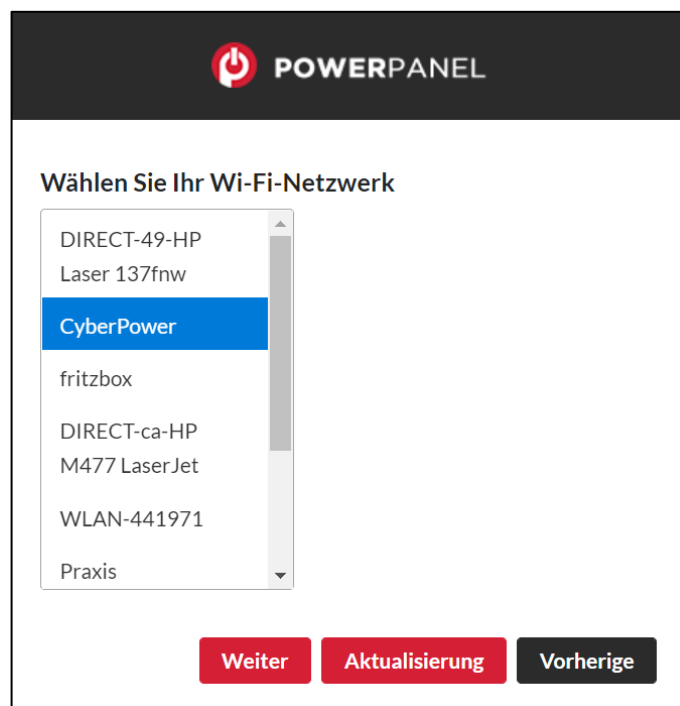 POWERPANEL
Wählen Sie Ihr Wi-Fi-Netzwerk
DIRECT-49-HP
Laser 137fnw
CyberPower
fritzbox
DIRECT-ca-HP
M477 LaserJet
WLAN-441971
Praxis
Weiter Aktualisierung Vorherige